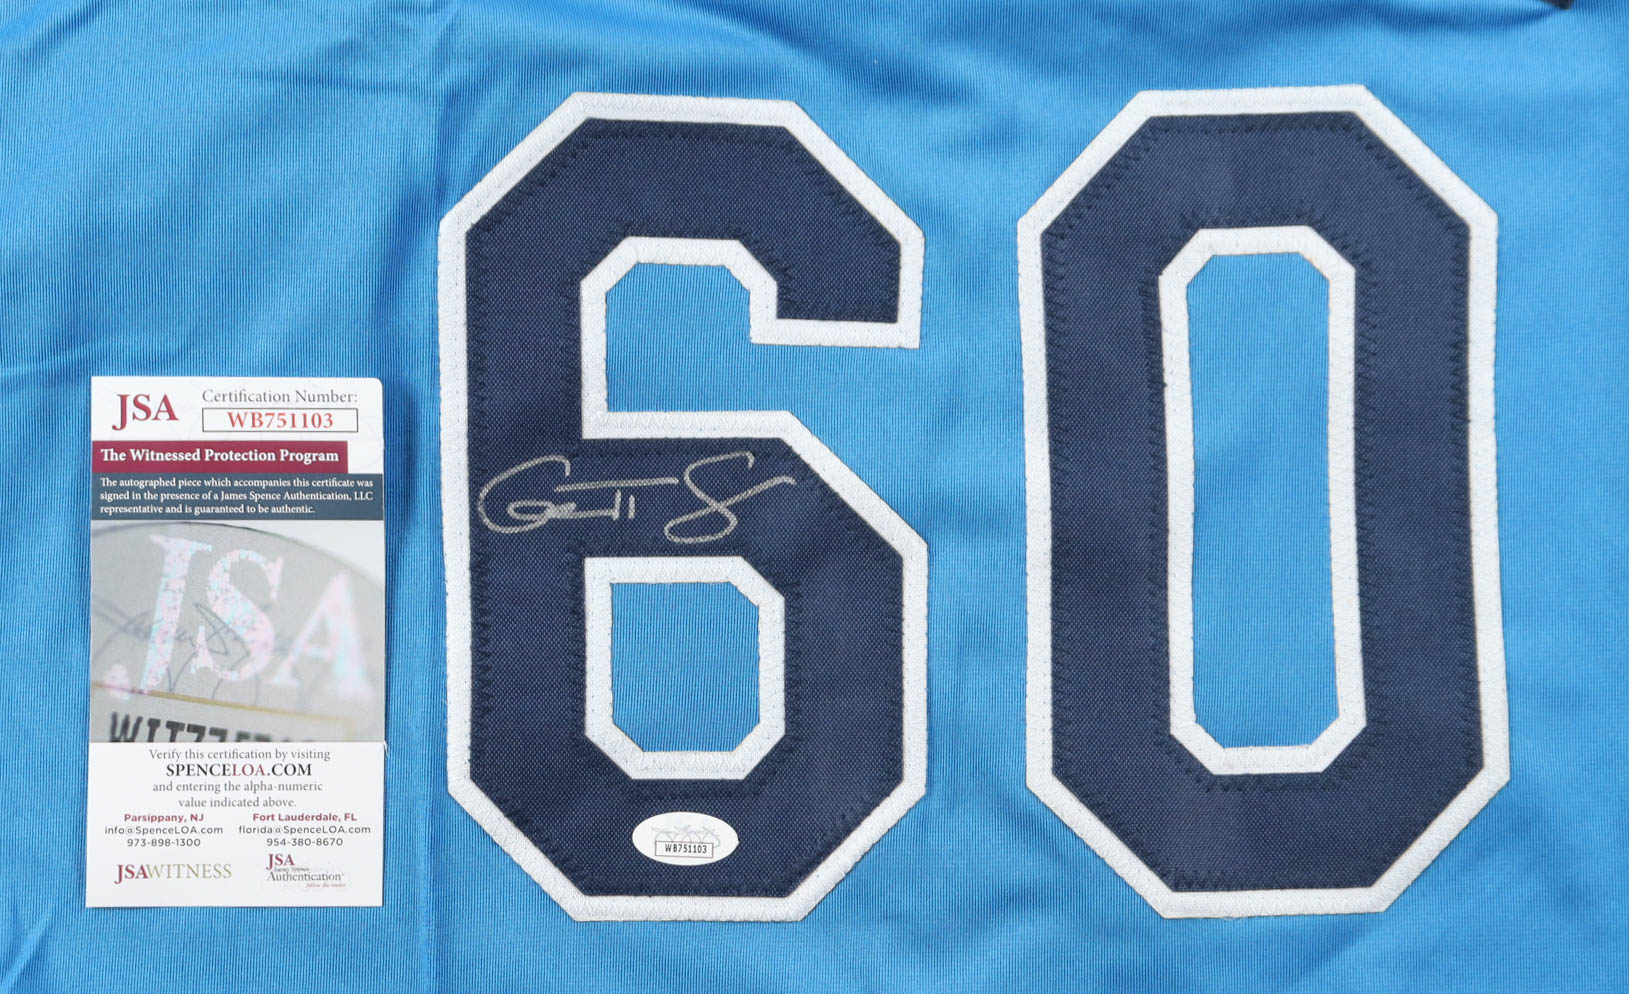 JSA
Certification Number:
WB751103
The Witnessed Protection Program
The autographed piece which accompanies this certificate was
signed in the presence of a James Spence Authentication, LLC
representative and is guaranteed to be authentic.
JSA
Verify this certification by visiting
SPENCELOA.COM
and entering the alpha-numeric
value indicated above.
Parsippany, NJ
info@SpenceLOA.com
973-898-1300
Fort Lauderdale, FL
florida@SpenceLOA.com
954-380-8670
JSAWITNESS
JSA
James Spence
Authentication
60
WB751103